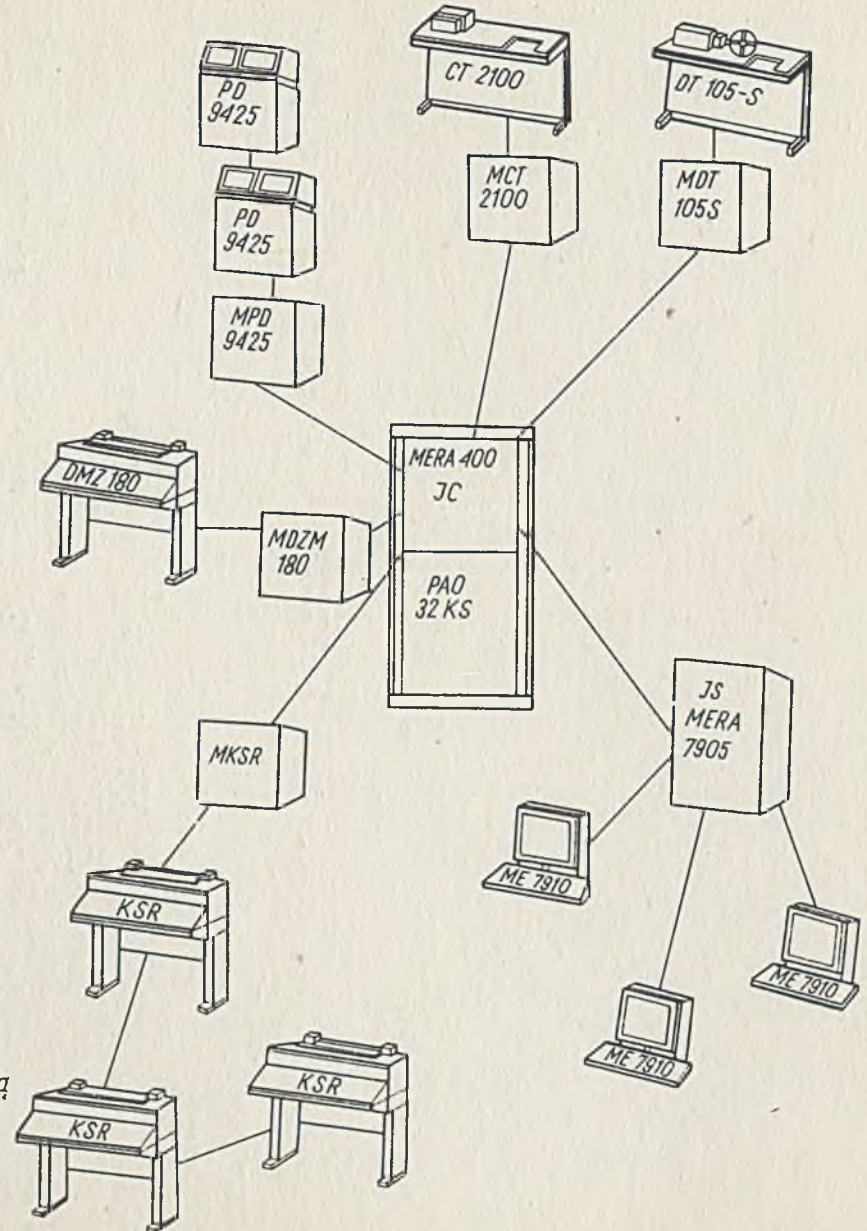 PD
9425
PD
9425
MPD
9425
CT 2100
MCT
2100
DT 105-S
MDT
105S
DMZ 180
MDZM
180
MERA 400
JC
PAO
32 KS
MKSR
KSR
KSR
KSR
JS
MERA
7905
ME 7910
ME 7910
ME 7910